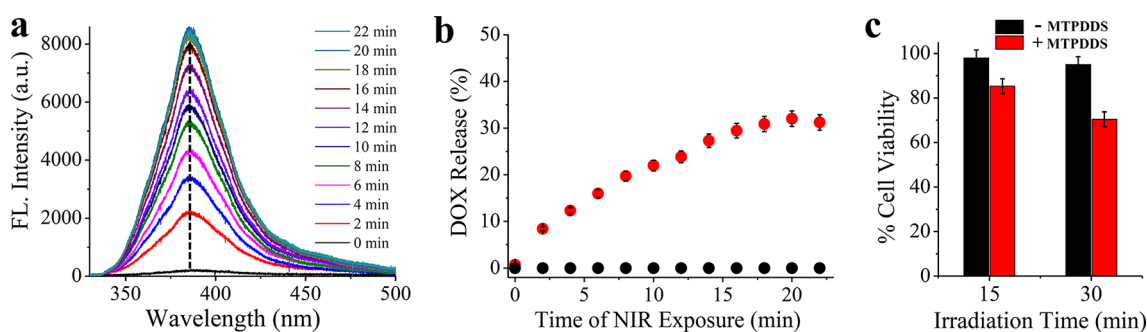 a
FL. Intensity (a.u.)
8000
6000
4000
2000
0
350
400
450
500
Wavelength (nm)
22 min
20 min
18 min
16 min
14 min
12 min
10 min
8 min
6 min
4 min
2 min
0 min
b
DOX Release (%)
50
40
30
20
10
0
0
5
10
15
20
Time of NIR Exposure (min)
c
- MTPDDS
+ MTPDDS
% Cell Viability
100
80
60
40
20
0
15
30
Irradiation Time (min)